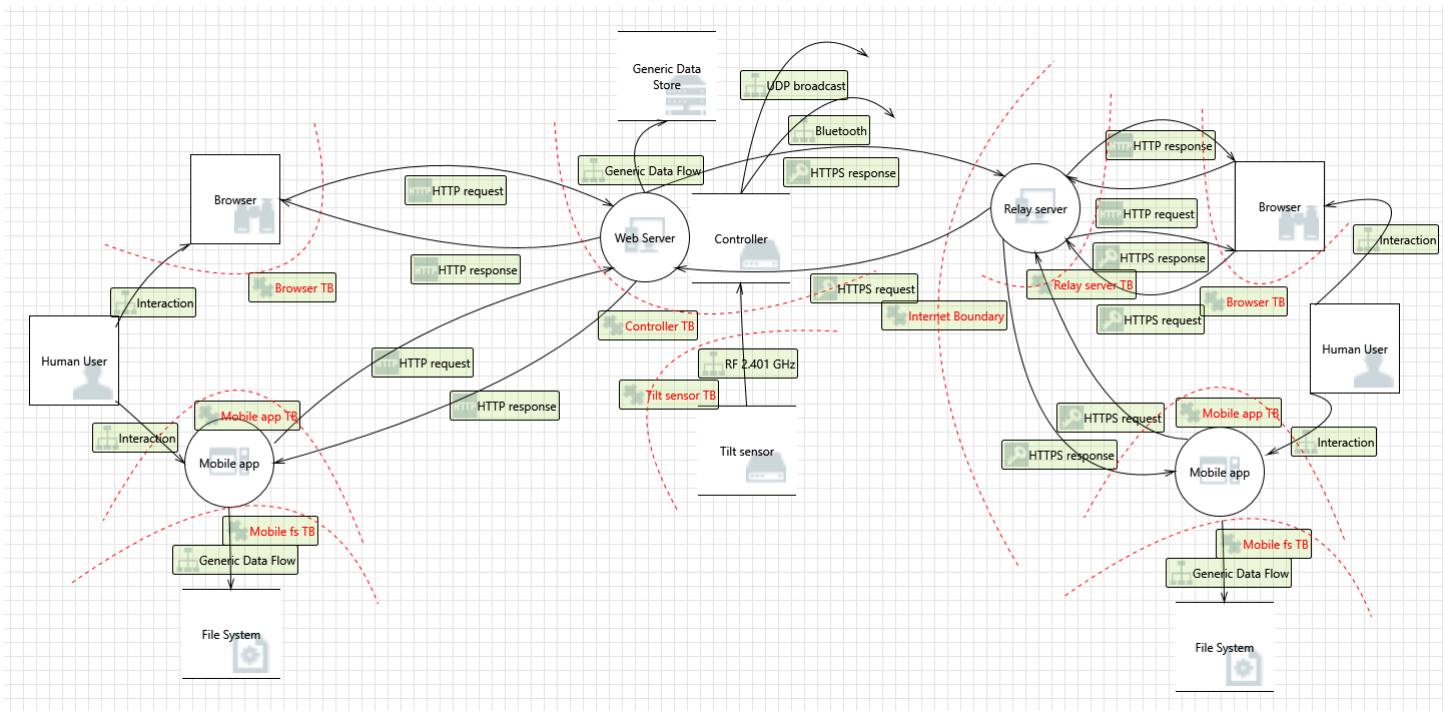 Generic Data
Store
UDP broadcast
Bluetooth
Generic Data Flow
HTTPS response
HTTP response
Browser
HTTP request
Web Server
Controller
Relay server
HTTP request
Browser
Interaction
HTTPS response
HTTP response
Browser TB
HTTPS request
Relay server TB
Interaction
Browser TB
Internet Boundary
HTTPS request
Controller TB
Human User
Human User
HTTP request
RF 2.401 GHz
Tilt sensor TB
HTTP response
Mobile app TB
Mobile app TB
HTTPS request
Interaction
Interaction
HTTPS response
Mobile app
Tilt sensor
Mobile app
Mobile fs TB
Mobile fs TB
Generic Data Flow
Generic Data Flow
File System
File System